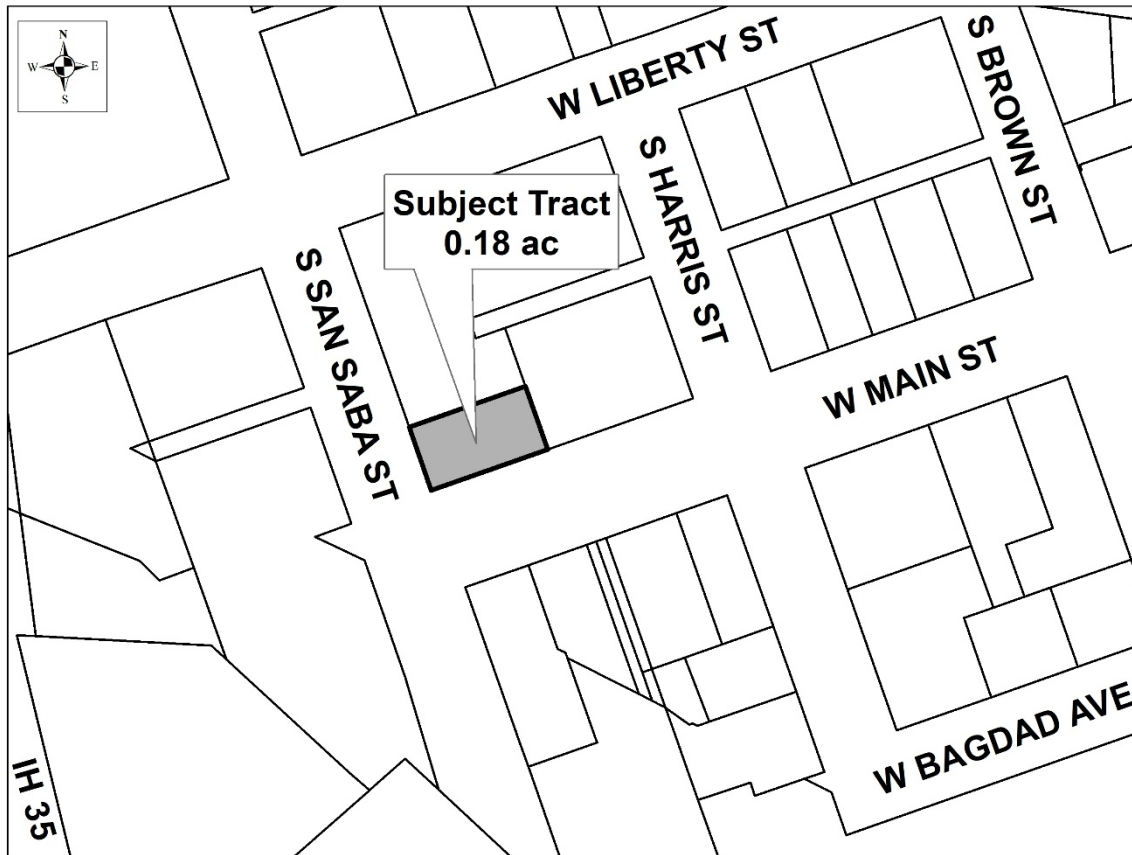 N
W E
S
W LIBERTY ST
S BROWN ST
Subject Tract
0.18 ac
S HARRIS ST
S SAN SABA ST
W MAIN ST
W BAGDAD AVE
IH 35